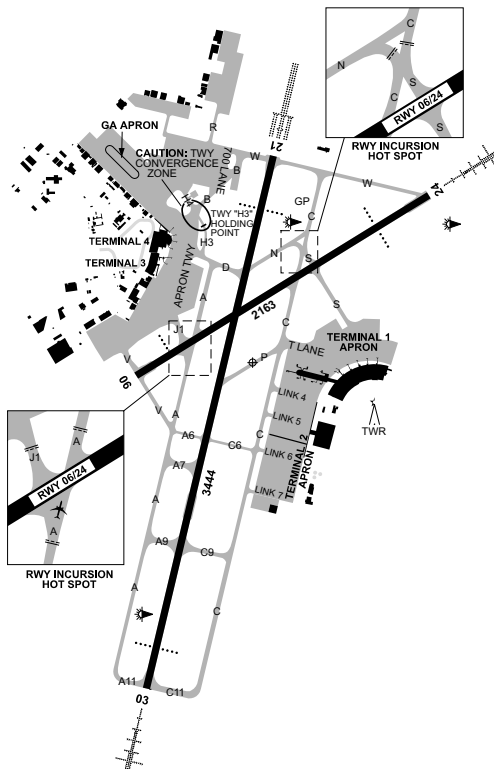 C
N
S
C
S
RWY 06/24
RWY INCURSION
HOT SPOT
R
GA APRON
CAUTION: TWY
CONVERGENCE
ZONE
700 LANE
21
W
B
W
24
B
H4
TWY "H3"
HOLDING
POINT
GP
C
TERMINAL 4
H3
N
S
TERMINAL 3
D
APRON TWY
A
S
2163
J1
C
T LANE
TERMINAL 1
APRON
V
06
P
LINK 4
V
A
LINK 5
TWR
A6
C
C6
LINK 6
TERMINAL 2
APRON
A7
LINK 7
3444
A
J1
A
RWY 06/24
A
RWY INCURSION
HOT SPOT
A9
C9
A
C
A11
C11
03